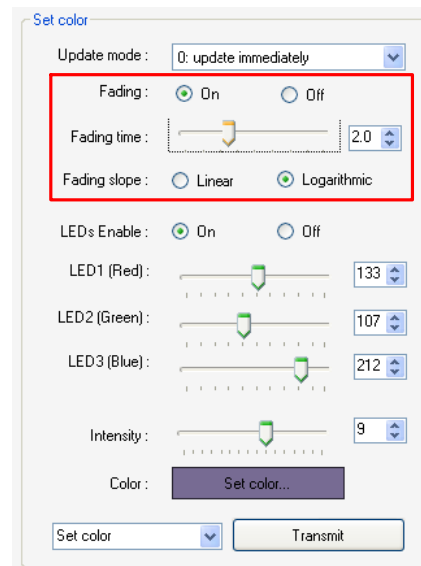 Set color
Update mode : 0: update immediately
Fading : On Off
Fading time : 2.0
Fading slope : Linear Logarithmic
LEDs Enable : On Off
LED1 (Red) : 133
LED2 (Green) : 107
LED3 (Blue) : 212
Intensity : 9
Color : Set color...
Set color Transmit